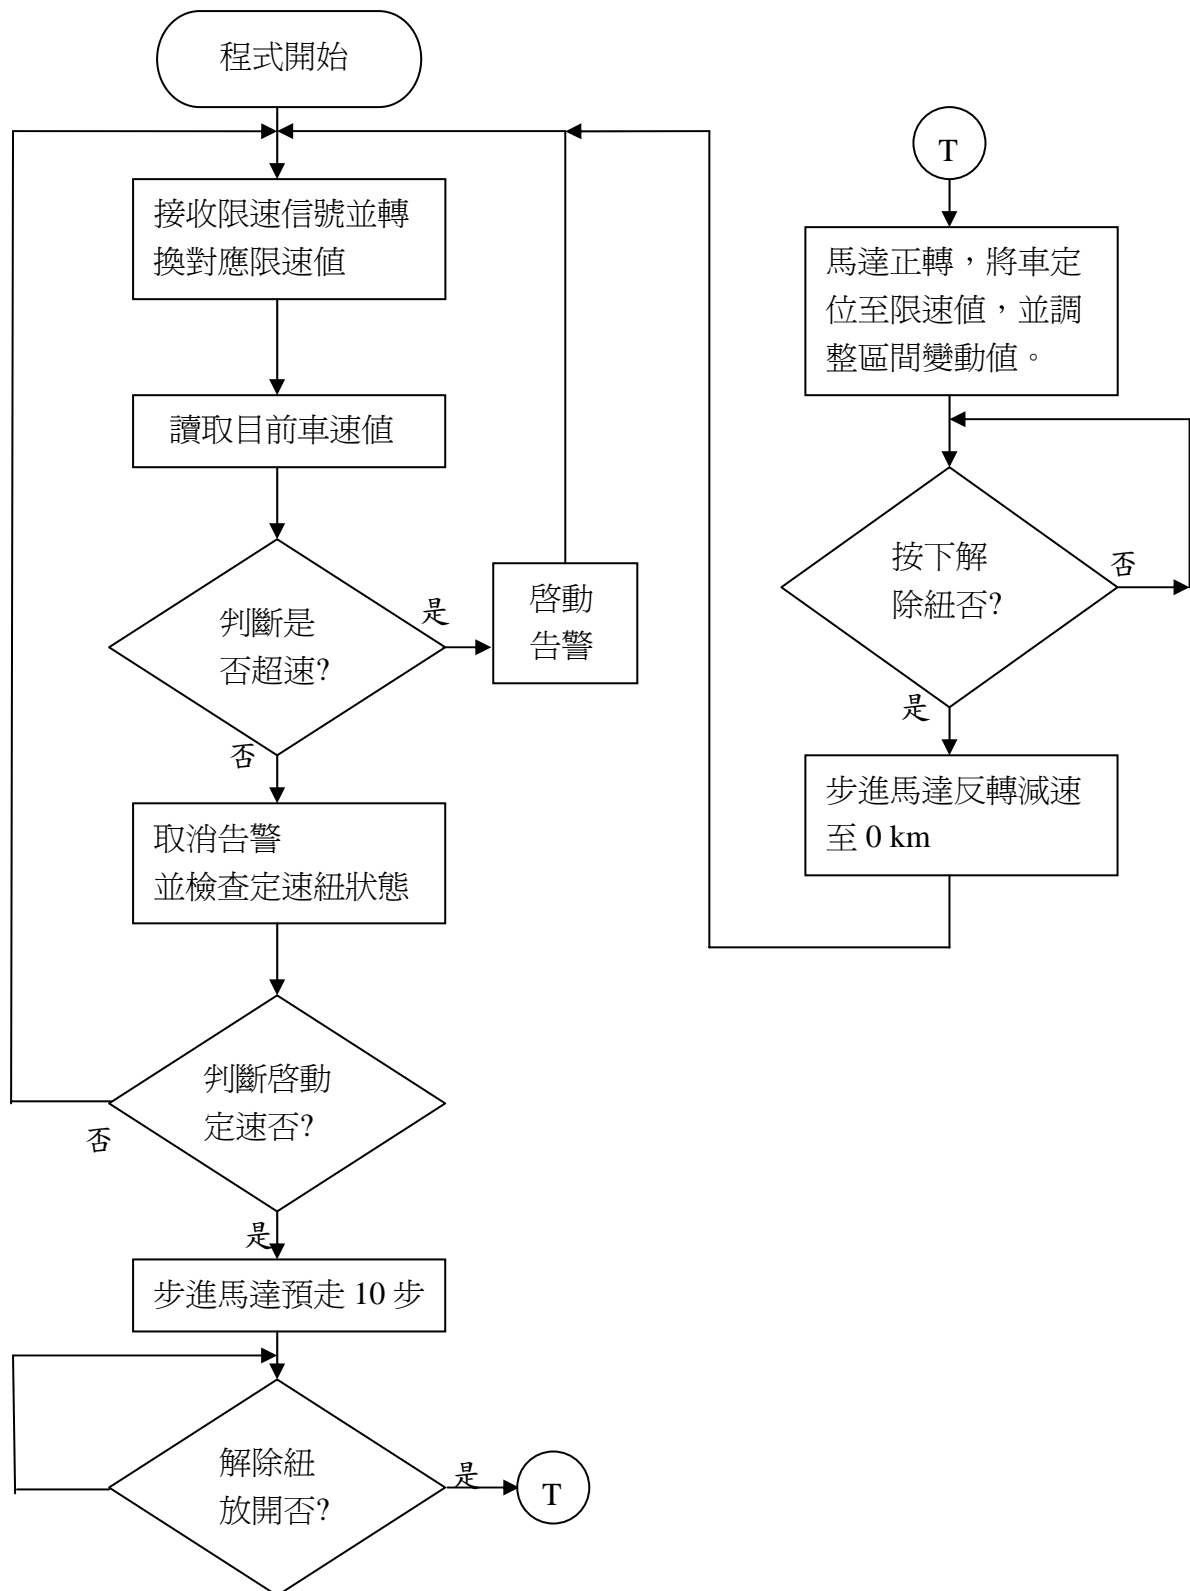 程式開始
接收限速信號並轉
換對應限速值
讀取目前車速值
判斷是
否超速?
是
啓動
告警
否
取消告警
並檢查定速紐狀態
判斷啓動
定速否?
否
是
步進馬達預走 10 步
解除紐
放開否?
是
T
T
馬達正轉，將車定
位至限速值，並調
整區間變動值。
按下解
除紐否?
否
是
步進馬達反轉減速
至 0 km